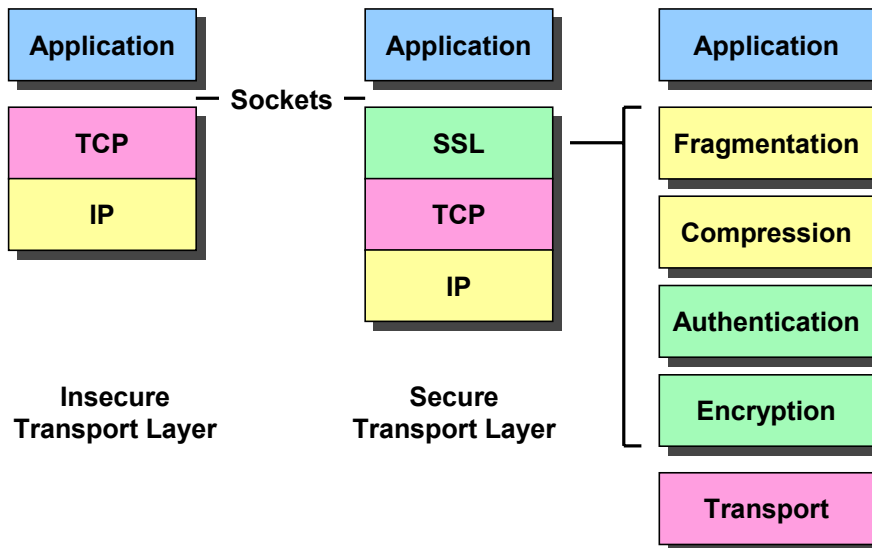 Application
Sockets
TCP
IP
Insecure
Transport Layer
Application
SSL
TCP
IP
Secure
Transport Layer
Application
Fragmentation
Compression
Authentication
Encryption
Transport